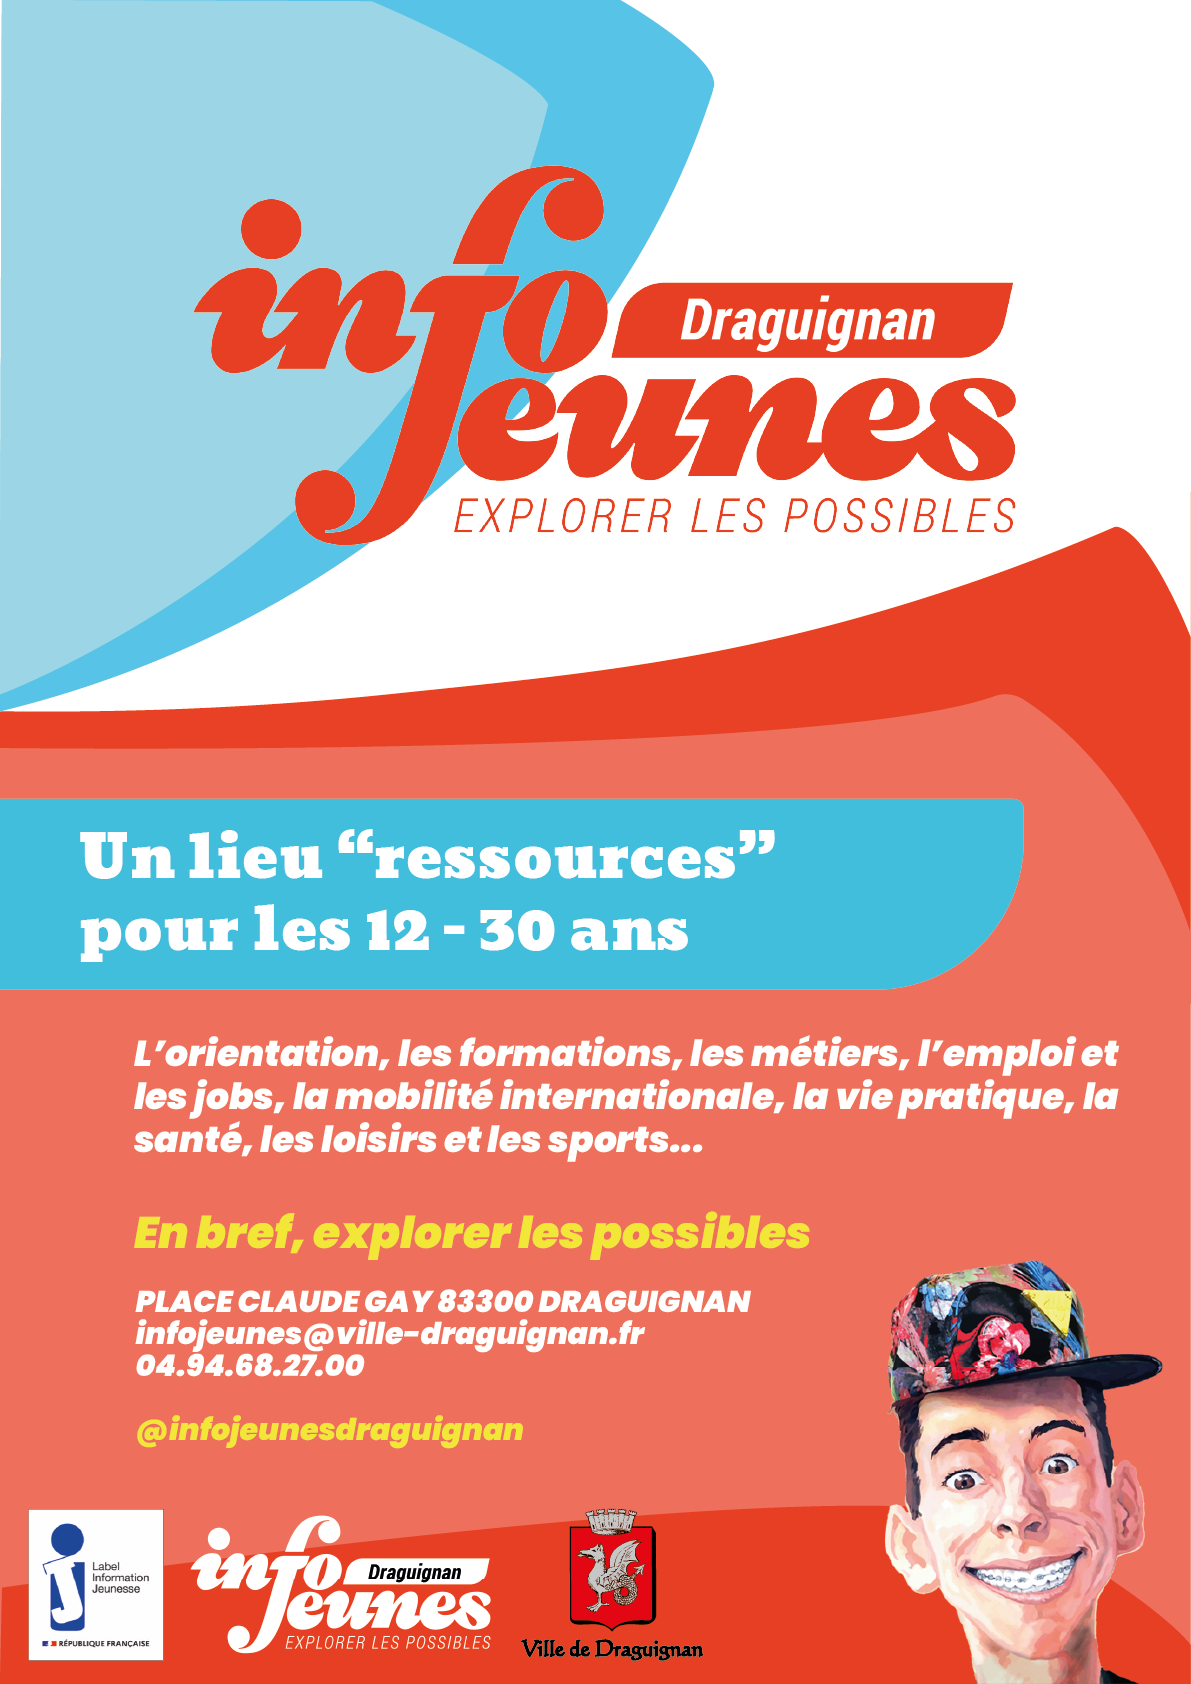 info
Draguignan
Jeunes
EXPLORER LES POSSIBLES
Un lieu “ressources”
pour les 12 - 30 ans
L’orientation, les formations, les métiers, l’emploi et
les jobs, la mobilité internationale, la vie pratique, la
santé, les loisirs et les sports...
En bref, explorer les possibles
PLACE CLAUDE GAY 83300 DRAGUIGNAN
infojeunes@ville-draguignan.fr
04.94.68.27.00
@infojeunesdraguignan
Label
Information
Jeunesse
RÉPUBLIQUE FRANÇAISE
info
Draguignan
Jeunes
EXPLORER LES POSSIBLES
Ville de Draguignan